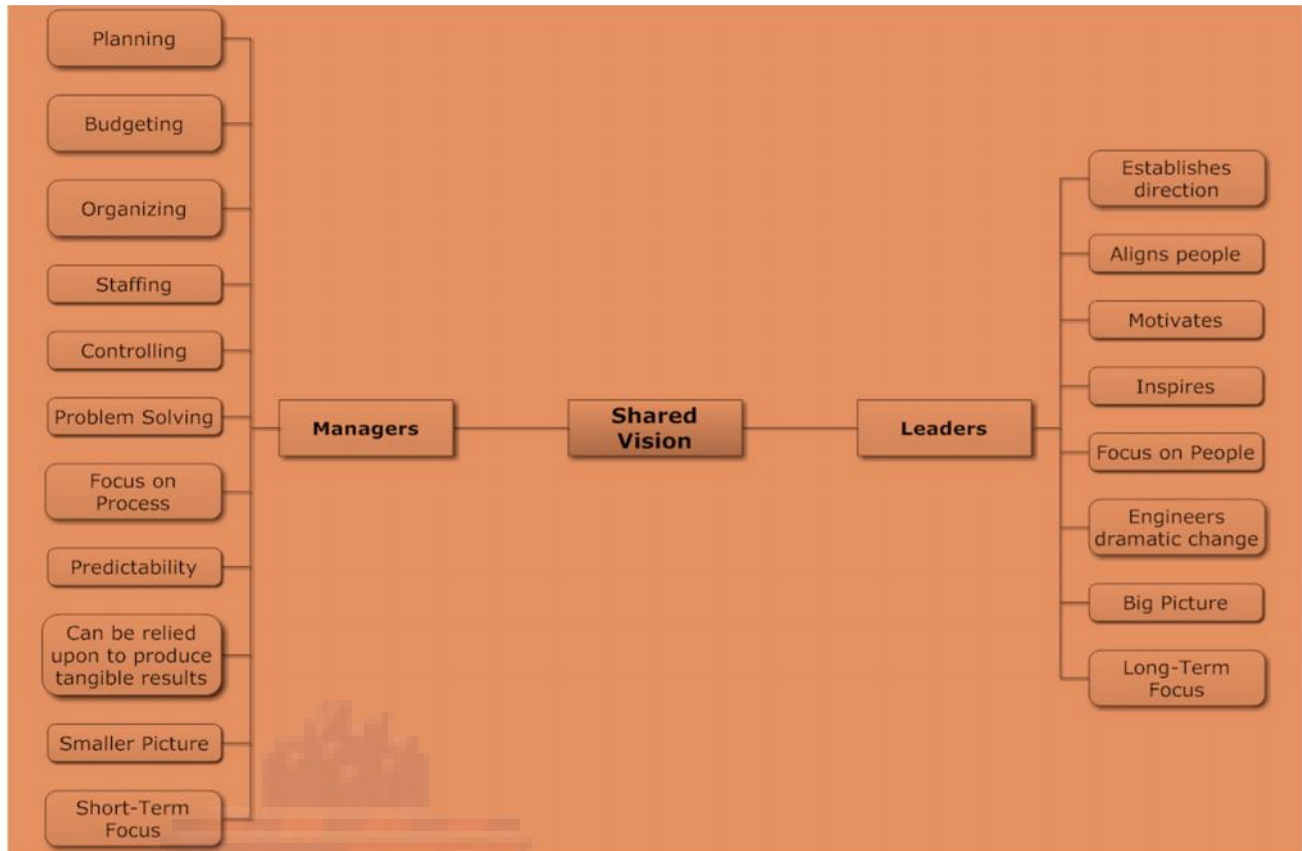 Planning
Budgeting
Organizing
Staffing
Controlling
Problem Solving
Focus on
Process
Predictability
Can be relied
upon to produce
tangible results
Smaller Picture
Short-Term
Focus
Managers
Shared
Vision
Leaders
Establishes
direction
Aligns people
Motivates
Inspires
Focus on People
Engineers
dramatic change
Big Picture
Long-Term
Focus